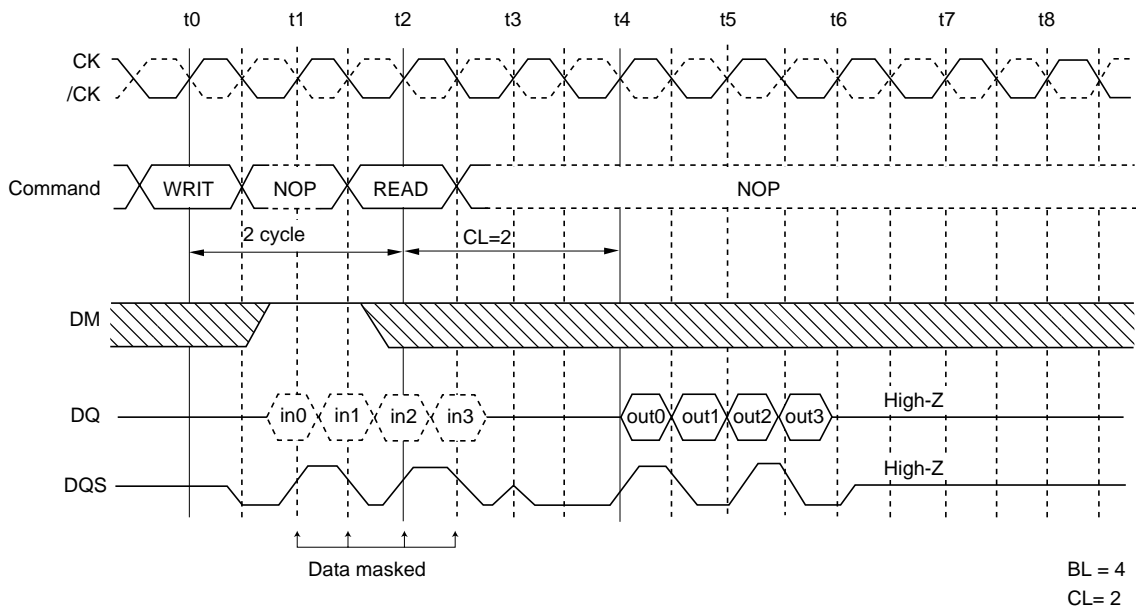 t0 t1 t2 t3 t4 t5 t6 t7 t8
CK
/CK
Command WRIT NOP READ NOP
2 cycle CL=2
DM
DQ in0 in1 in2 in3 out0 out1 out2 out3 High-Z
DQS High-Z
Data masked
BL = 4
CL= 2